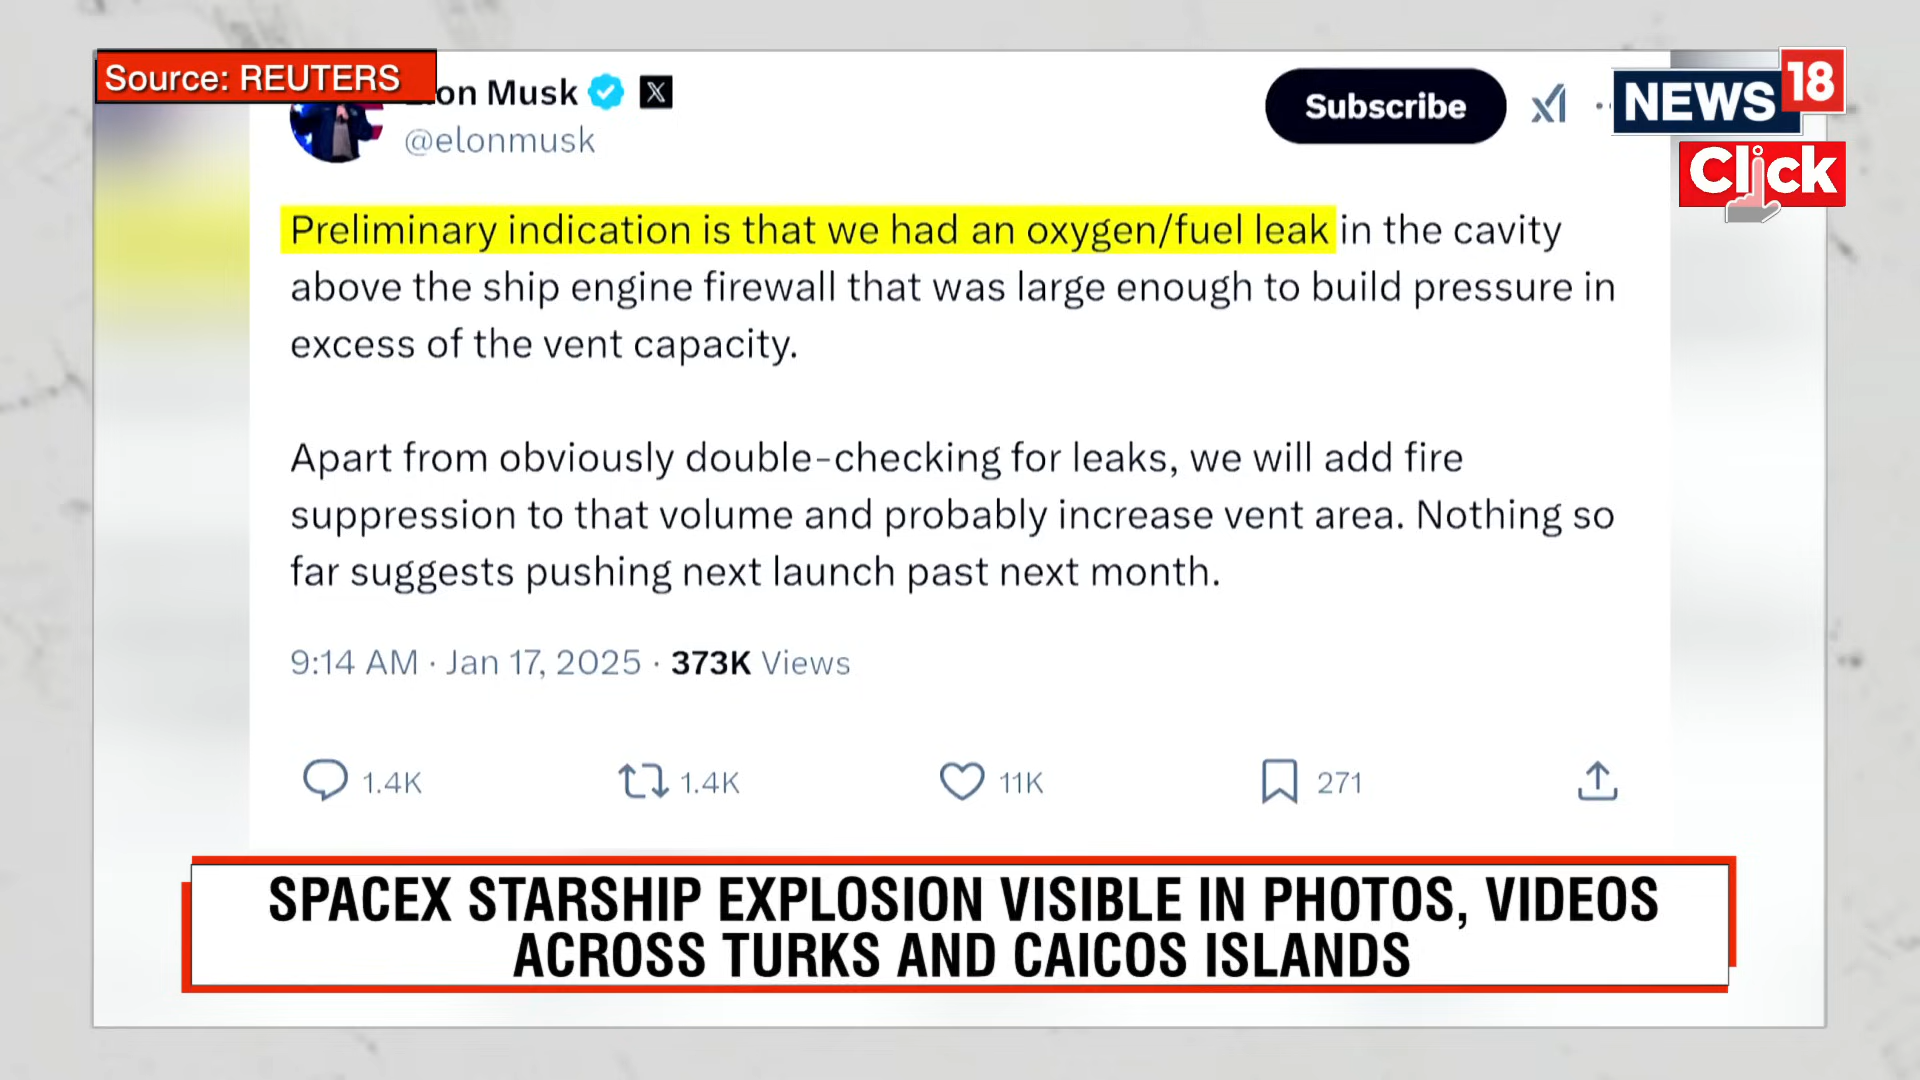 Source: REUTERS
on Musk
@elonmusk
Subscribe
NEWS18
Click
Preliminary indication is that we had an oxygen/fuel leak in the cavity
above the ship engine firewall that was large enough to build pressure in
excess of the vent capacity.
Apart from obviously double-checking for leaks, we will add fire
suppression to that volume and probably increase vent area. Nothing so
far suggests pushing next launch past next month.
9:14 AM · Jan 17, 2025 · 373K Views
1.4K 1.4K 11K 271
SPACEX STARSHIP EXPLOSION VISIBLE IN PHOTOS, VIDEOS
ACROSS TURKS AND CAICOS ISLANDS